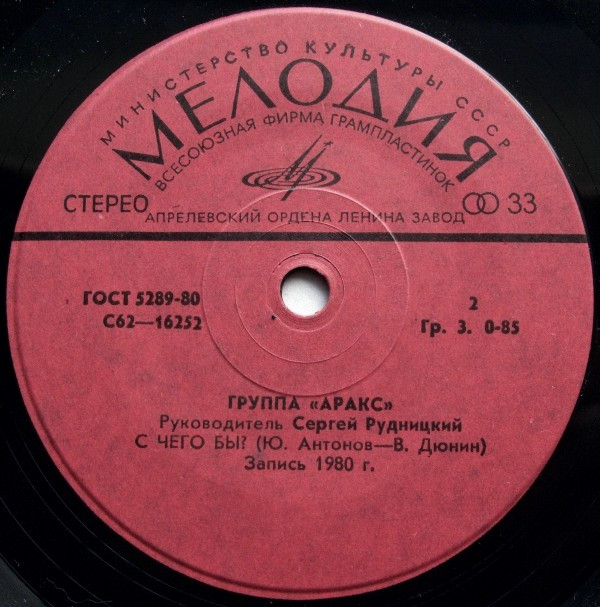 МИНИСТЕРСТВО КУЛЬТУРЫ СССР
МЕЛОДИЯ
ВСЕСОЮЗНАЯ ФИРМА ГРАМПЛАСТИНОК
СТЕРЕО 33
АПРЕЛЕВСКИЙ ОРДЕНА ЛЕНИНА ЗАВОД
ГОСТ 5289-80 2
С62—16252 Гр. 3. 0-85
ГРУППА «АРАКС»
Руководитель Сергей Рудницкий
С ЧЕГО БЫ? (Ю. Антонов—В. Дюнин)
Запись 1980 г.